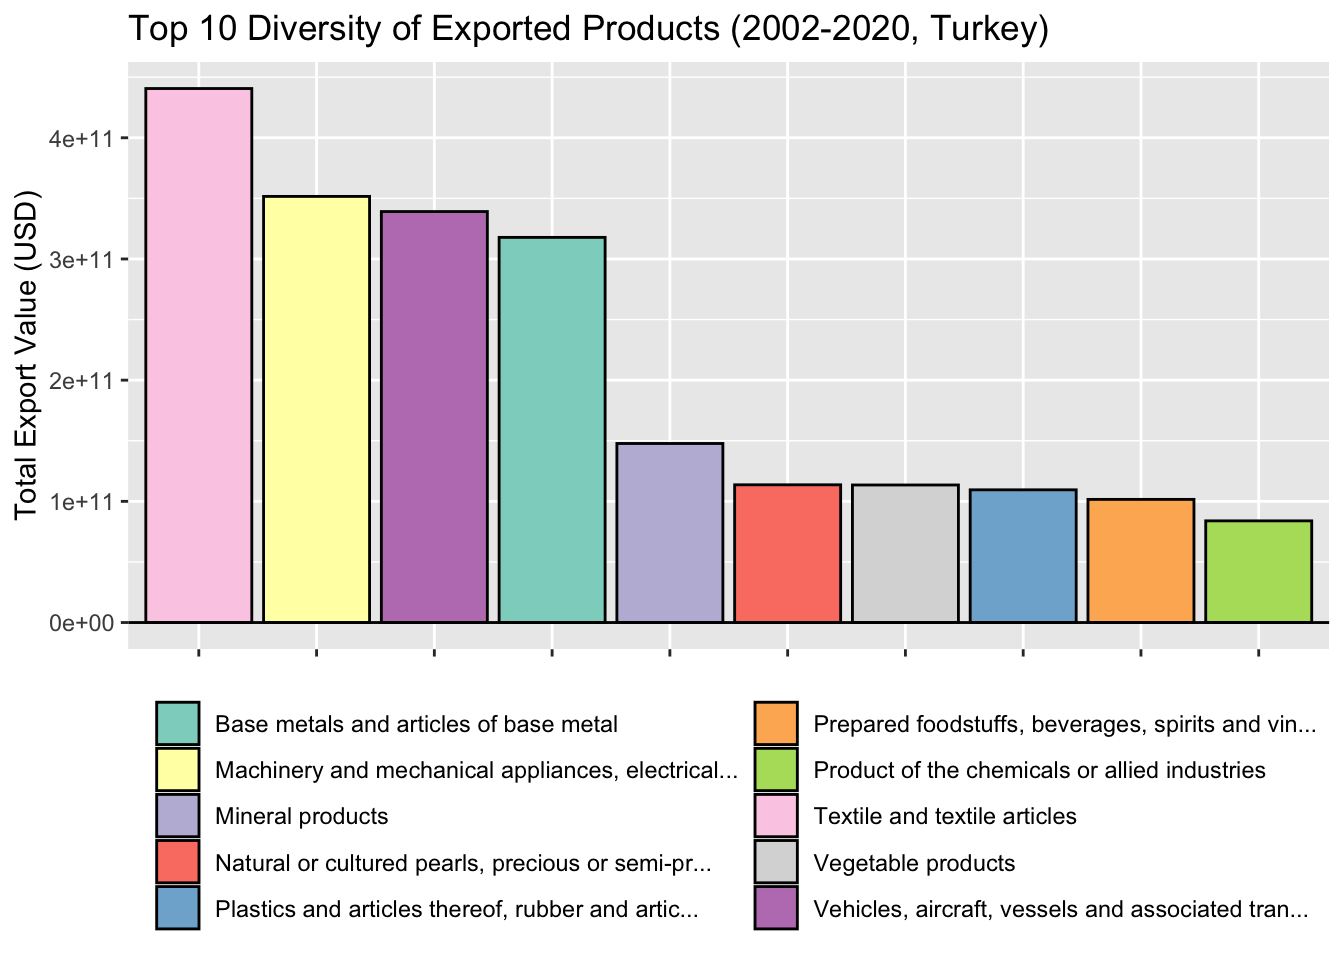 Top 10 Diversity of Exported Products (2002-2020, Turkey)
Total Export Value (USD)
4e+11
3e+11
2e+11
1e+11
0e+00
Base metals and articles of base metal
Machinery and mechanical appliances, electrical...
Mineral products
Natural or cultured pearls, precious or semi-pr...
Plastics and articles thereof, rubber and artic...
Prepared foodstuffs, beverages, spirits and vin...
Product of the chemicals or allied industries
Textile and textile articles
Vegetable products
Vehicles, aircraft, vessels and associated tran...